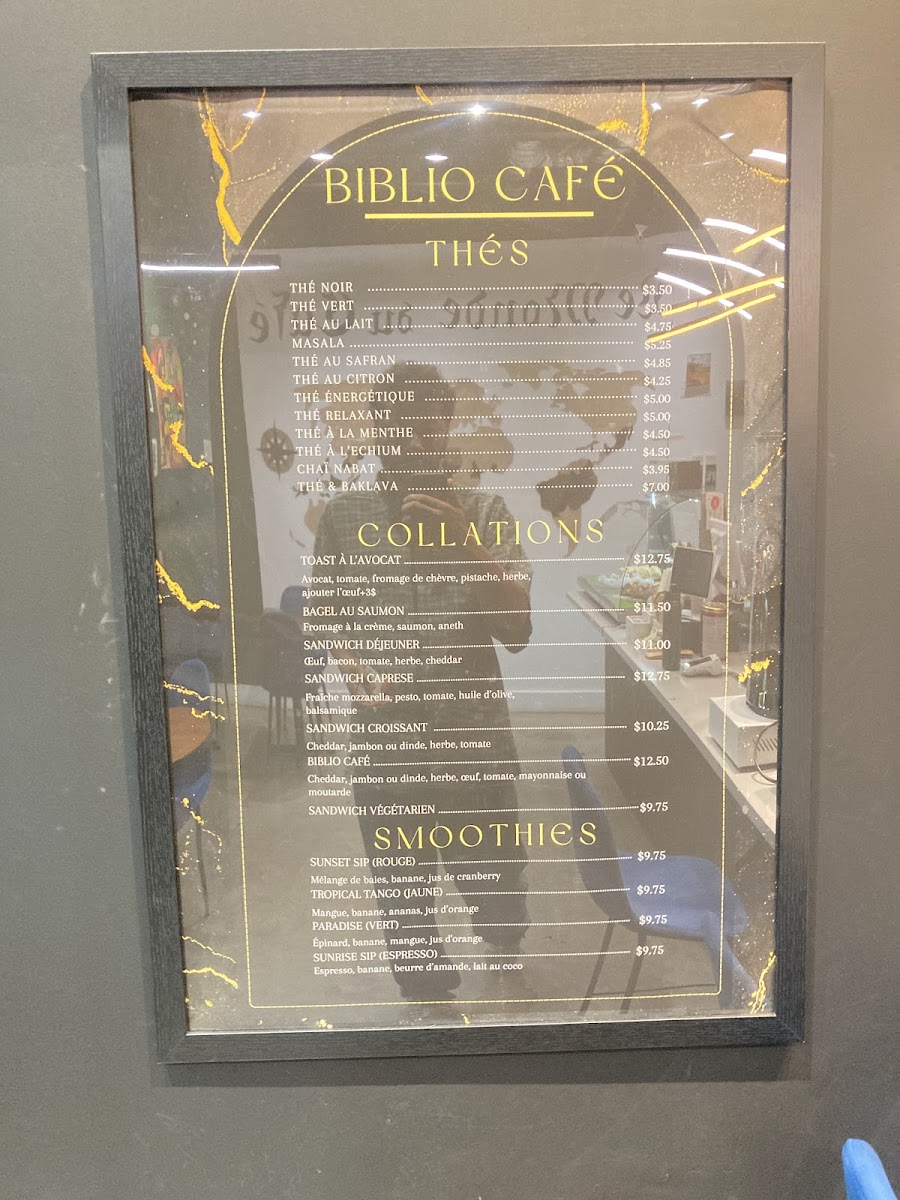 BIBLIO CAFÉ
THÉS
THÉ NOIR $3.50
THÉ VERT $3.50
THÉ AU LAIT $4.75
MASALA $5.25
THÉ AU SAFRAN $4.85
THÉ AU CITRON $4.25
THÉ ÉNERGÉTIQUE $5.00
THÉ RELAXANT $5.00
THÉ À LA MENTHE $4.50
THÉ À L'ECHIUM $4.50
CHAÏ NABAT $3.95
THÉ & BAKLAVA $7.00
COLLATIONS
TOAST À L'AVOCAT $12.75
Avocat, tomate, fromage de chèvre, pistache, herbe,
ajouter l'œuf+3$
BAGEL AU SAUMON $11.50
Fromage à la crème, saumon, aneth
SANDWICH DÉJEUNER $11.00
Œuf, bacon, tomate, herbe, cheddar
SANDWICH CAPRESE $12.75
Fraîche mozzarella, pesto, tomate, huile d'olive,
balsamique
SANDWICH CROISSANT $10.25
Cheddar, jambon ou dinde, herbe, tomate
BIBLIO CAFÉ $12.50
Cheddar, jambon ou dinde, herbe, œuf, tomate, mayonnaise ou
moutarde
SANDWICH VÉGÉTARIEN $9.75
SMOOTHIES
SUNSET SIP (ROUGE) $9.75
Mélange de baies, banane, jus de cranberry
TROPICAL TANGO (JAUNE) $9.75
Mangue, banane, ananas, jus d'orange
PARADISE (VERT) $9.75
Épinard, banane, mangue, jus d'orange
SUNRISE SIP (ESPRESSO) $9.75
Espresso, banane, beurre d'amande, lait au coco